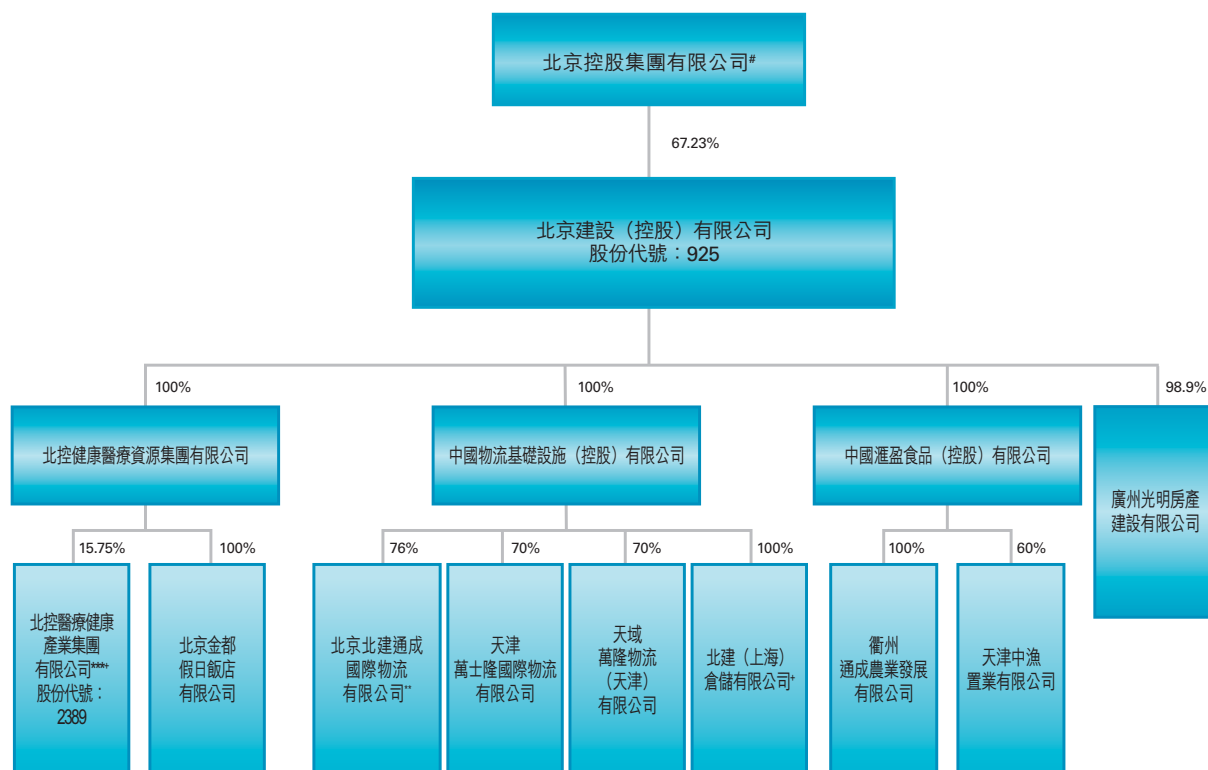 北京控股集團有限公司#
67.23%
北京建設（控股）有限公司
股份代號：925
100%
100%
100%
98.9%
北控健康醫療資源集團有限公司
中國物流基礎設施（控股）有限公司
中國滙盈食品（控股）有限公司
廣州光明房產
建設有限公司
15.75%
100%
76%
70%
70%
100%
100%
60%
北控醫療健康
產業集團
有限公司***+
股份代號：
2389
北京金都
假日飯店
有限公司
北京北建通成
國際物流
有限公司**
天津
萬士隆國際物流
有限公司
天域
萬隆物流
（天津）
有限公司
北建（上海）
倉儲有限公司+
衢州
通成農業發展
有限公司
天津中漁
置業有限公司